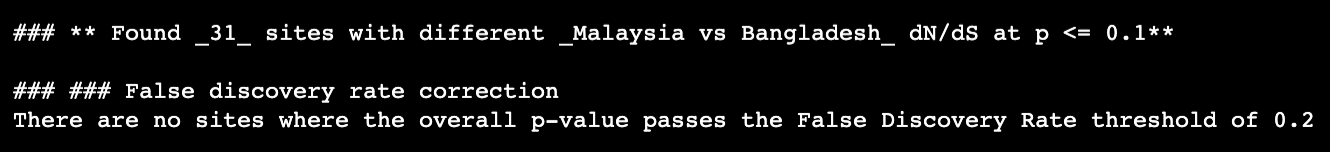 ### ** Found _31_ sites with different _Malaysia vs Bangladesh_ dN/dS at p <= 0.1**
### ### False discovery rate correction
There are no sites where the overall p-value passes the False Discovery Rate threshold of 0.2